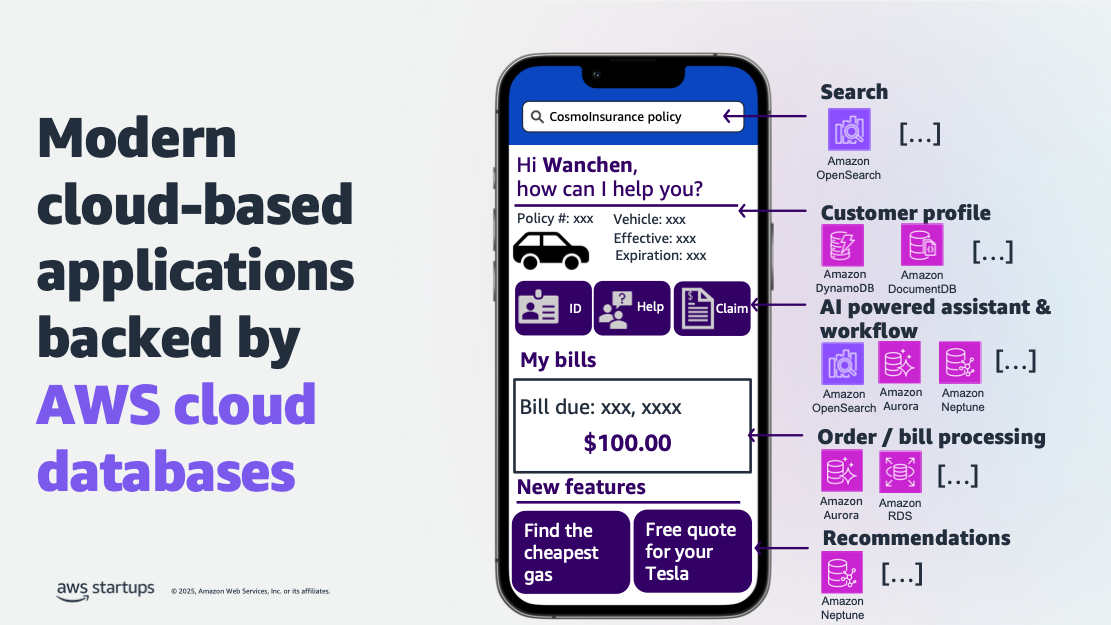 Modern
cloud-based
applications
backed by
AWS cloud
databases
aws startups
© 2025, Amazon Web Services, Inc. or its affiliates.
CosmoInsurance policy
Hi Wanchen,
how can I help you?
Policy #: xxx
Vehicle: xxx
Effective: xxx
Expiration: xxx
ID
?
Help
$
Claim
My bills
Bill due: xxx, xxxx
$100.00
New features
Find the
cheapest
gas
Free quote
for your
Tesla
Search
Amazon
OpenSearch
[...]
Customer profile
Amazon
DynamoDB
Amazon
DocumentDB
[...]
AI powered assistant &
workflow
Amazon
OpenSearch
Amazon
Aurora
Amazon
Neptune
[...]
Order / bill processing
Amazon
Aurora
Amazon
RDS
[...]
Recommendations
Amazon
Neptune
[...]